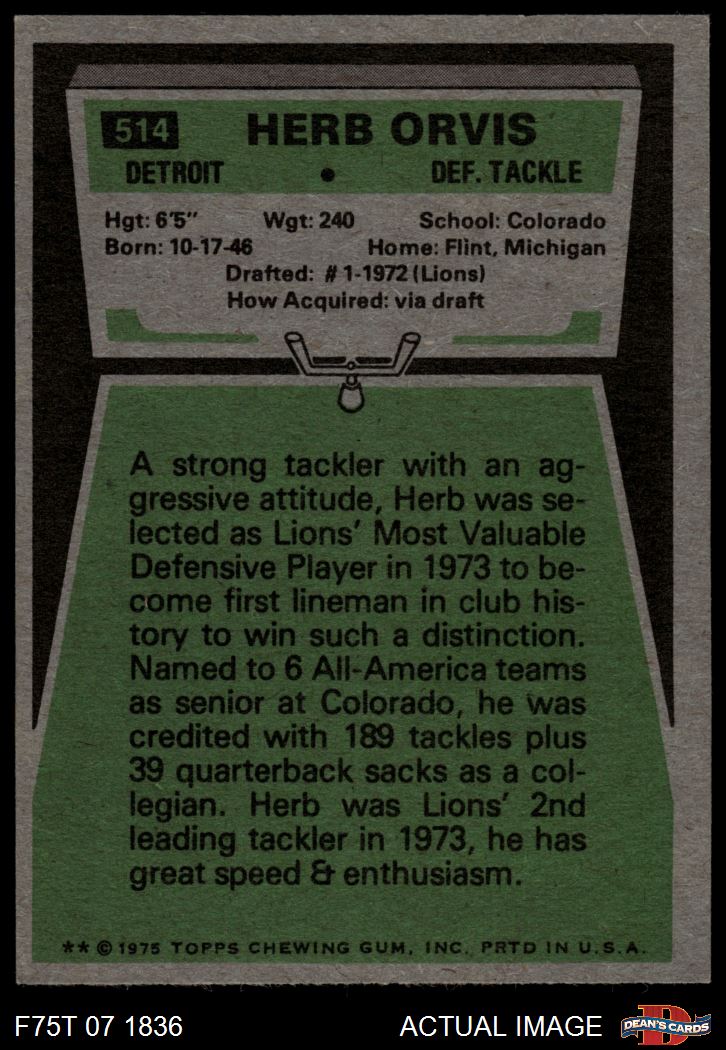 514 HERB ORVIS
DETROIT • DEF. TACKLE
Hgt: 6'5" Wgt: 240 School: Colorado
Born: 10-17-46 Home: Flint, Michigan
Drafted: #1-1972 (Lions)
How Acquired: via draft
A strong tackler with an ag-
gressive attitude, Herb was se-
lected as Lions' Most Valuable
Defensive Player in 1973 to be-
come first lineman in club his-
tory to win such a distinction.
Named to 6 All-America teams
as senior at Colorado, he was
credited with 189 tackles plus
39 quarterback sacks as a col-
legian. Herb was Lions' 2nd
leading tackler in 1973, he has
great speed & enthusiasm.
** © 1975 TOPPS CHEWING GUM, INC. PRTD IN U.S.A.
F75T 07 1836 ACTUAL IMAGE D DEAN'S CARDS